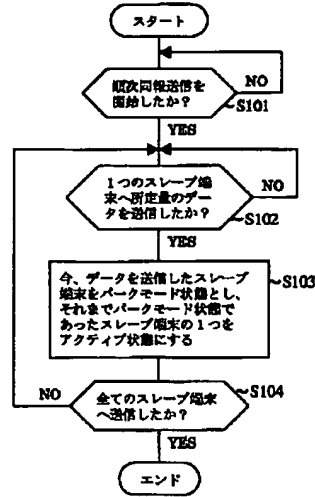 スタート
順次同報送信を
開始したか?
NO
S101
YES
1つのスレーブ端
末へ所定量のデー
タを送信したか?
NO
S102
YES
今、データを送信したスレーブ
端末をパークモード状態とし、
それまでパークモード状態で
あったスレーブ端末の1つを
アクティブ状態にする
S103
NO
全てのスレーブ端末
へ送信したか?
S104
YES
エンド